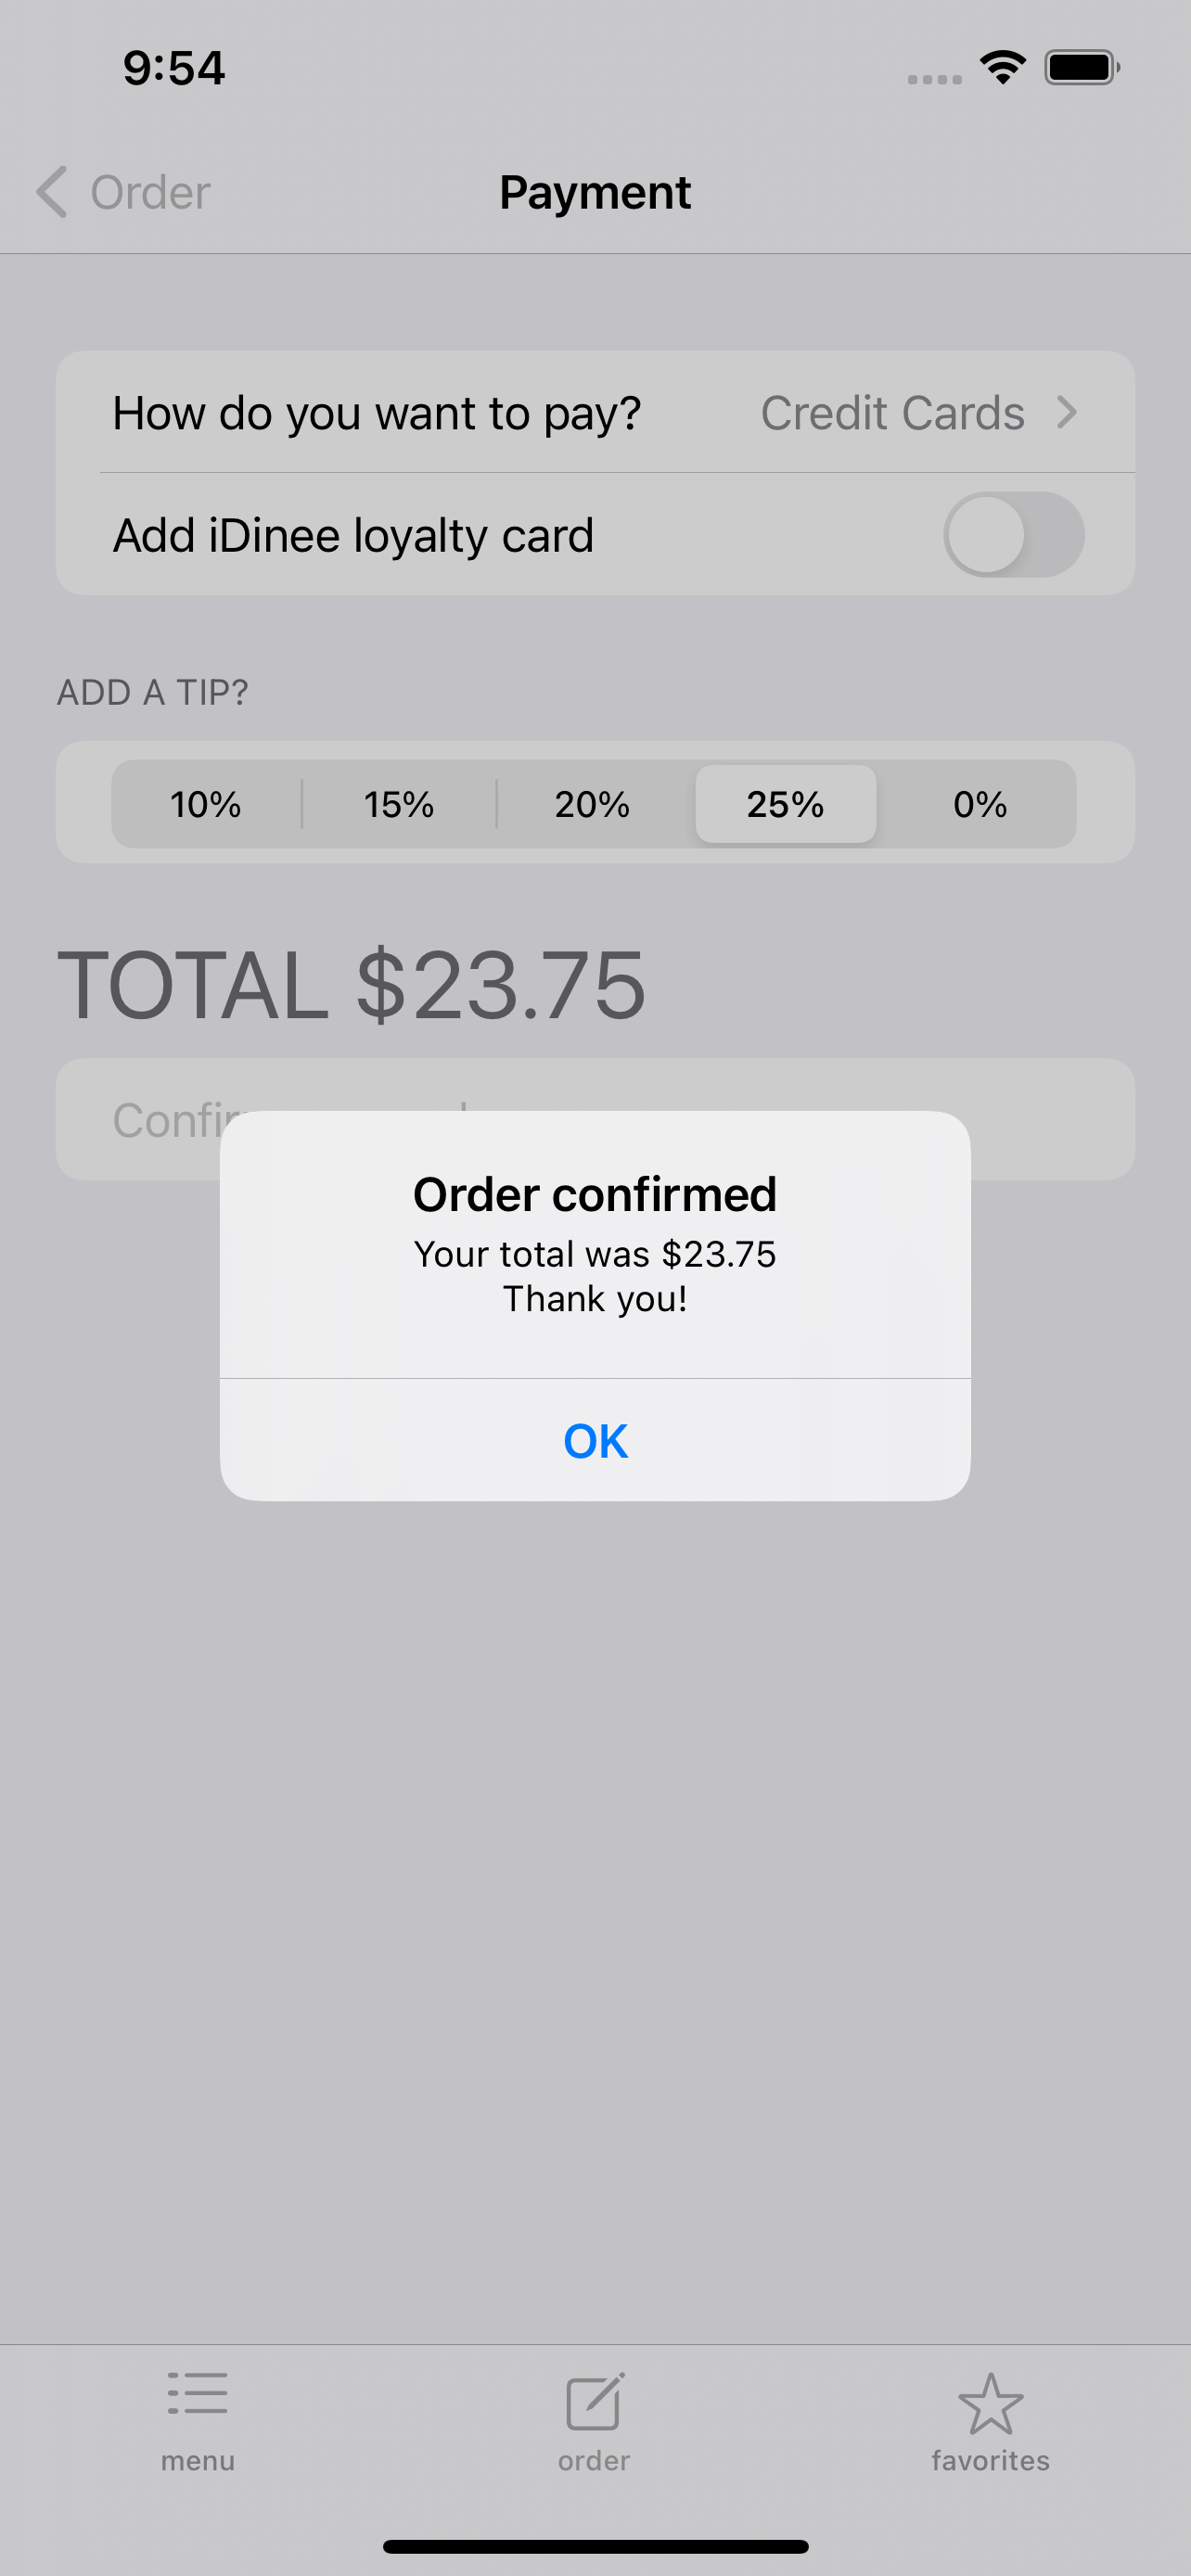 9:54
Order
Payment
How do you want to pay?
Credit Cards
Add iDinee loyalty card
ADD A TIP?
10%
15%
20%
25%
0%
TOTAL $23.75
Order confirmed
Your total was $23.75
Thank you!
OK
menu
order
favorites